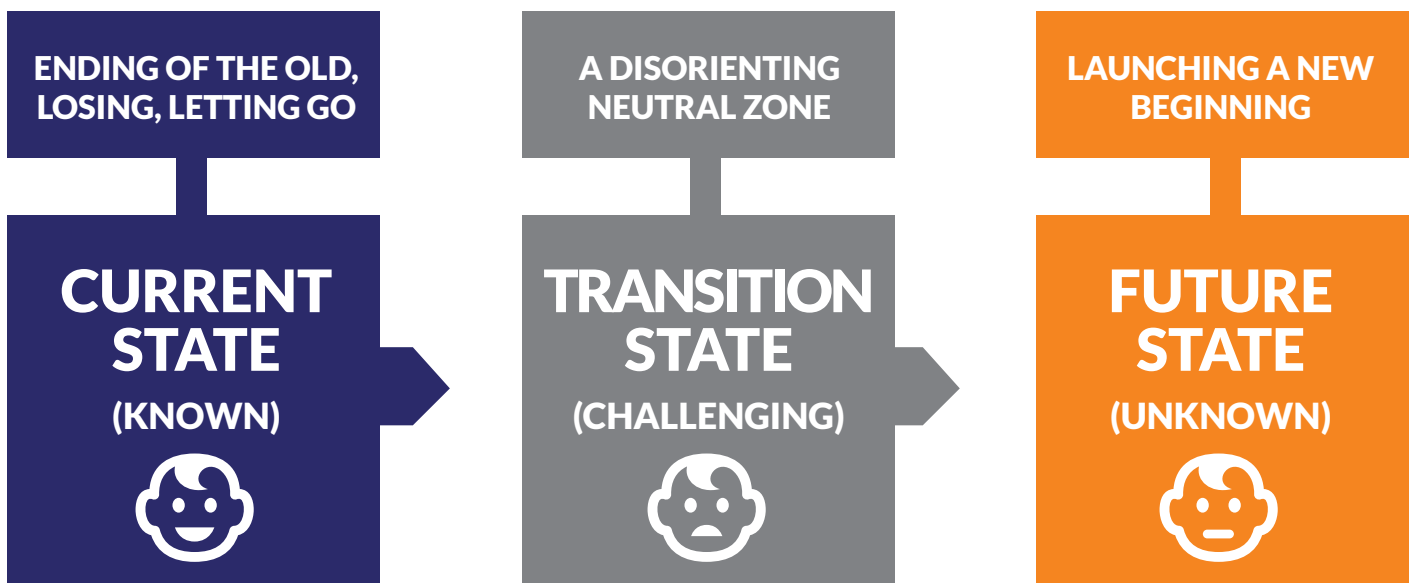 ENDING OF THE OLD,
LOSING, LETTING GO
CURRENT
STATE
(KNOWN)
A DISORIENTING
NEUTRAL ZONE
TRANSITION
STATE
(CHALLENGING)
LAUNCHING A NEW
BEGINNING
FUTURE
STATE
(UNKNOWN)